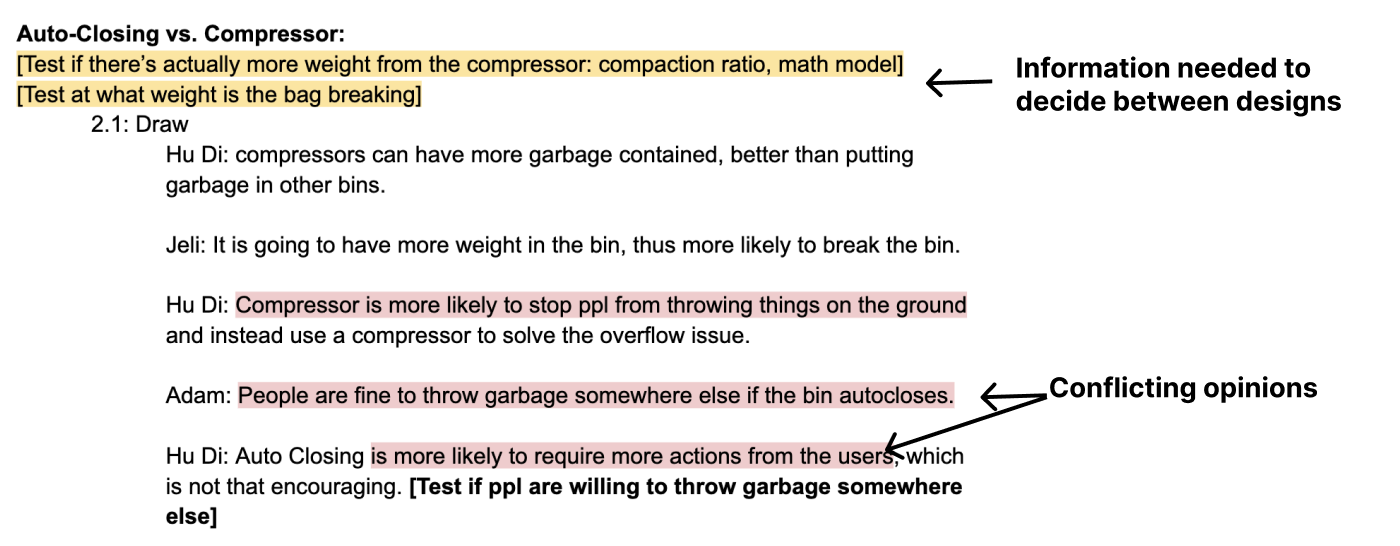 Auto-Closing vs. Compressor:
[Test if there's actually more weight from the compressor: compaction ratio, math model]
[Test at what weight is the bag breaking]
Information needed to
decide between designs
2.1: Draw
Hu Di: compressors can have more garbage contained, better than putting
garbage in other bins.
Jeli: It is going to have more weight in the bin, thus more likely to break the bin.
Hu Di: Compressor is more likely to stop ppl from throwing things on the ground
and instead use a compressor to solve the overflow issue.
Adam: People are fine to throw garbage somewhere else if the bin autocloses.
Conflicting opinions
Hu Di: Auto Closing is more likely to require more actions from the users, which
is not that encouraging. [Test if ppl are willing to throw garbage somewhere
else]